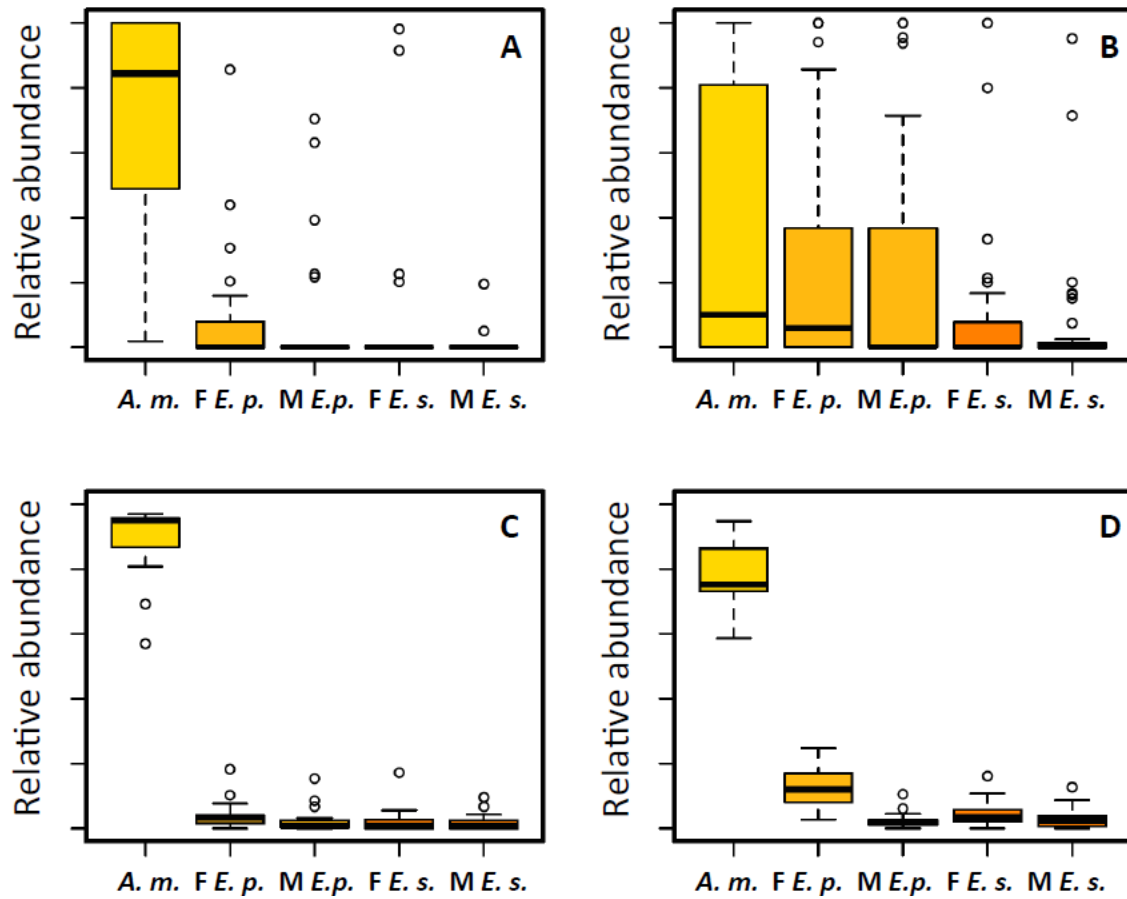 A
Relative abundance
A. m. F E. p. M E.p. F E. s. M E. s.
B
Relative abundance
A. m. F E. p. M E.p. F E. s. M E. s.
C
Relative abundance
A. m. F E. p. M E.p. F E. s. M E. s.
D
Relative abundance
A. m. F E. p. M E.p. F E. s. M E. s.